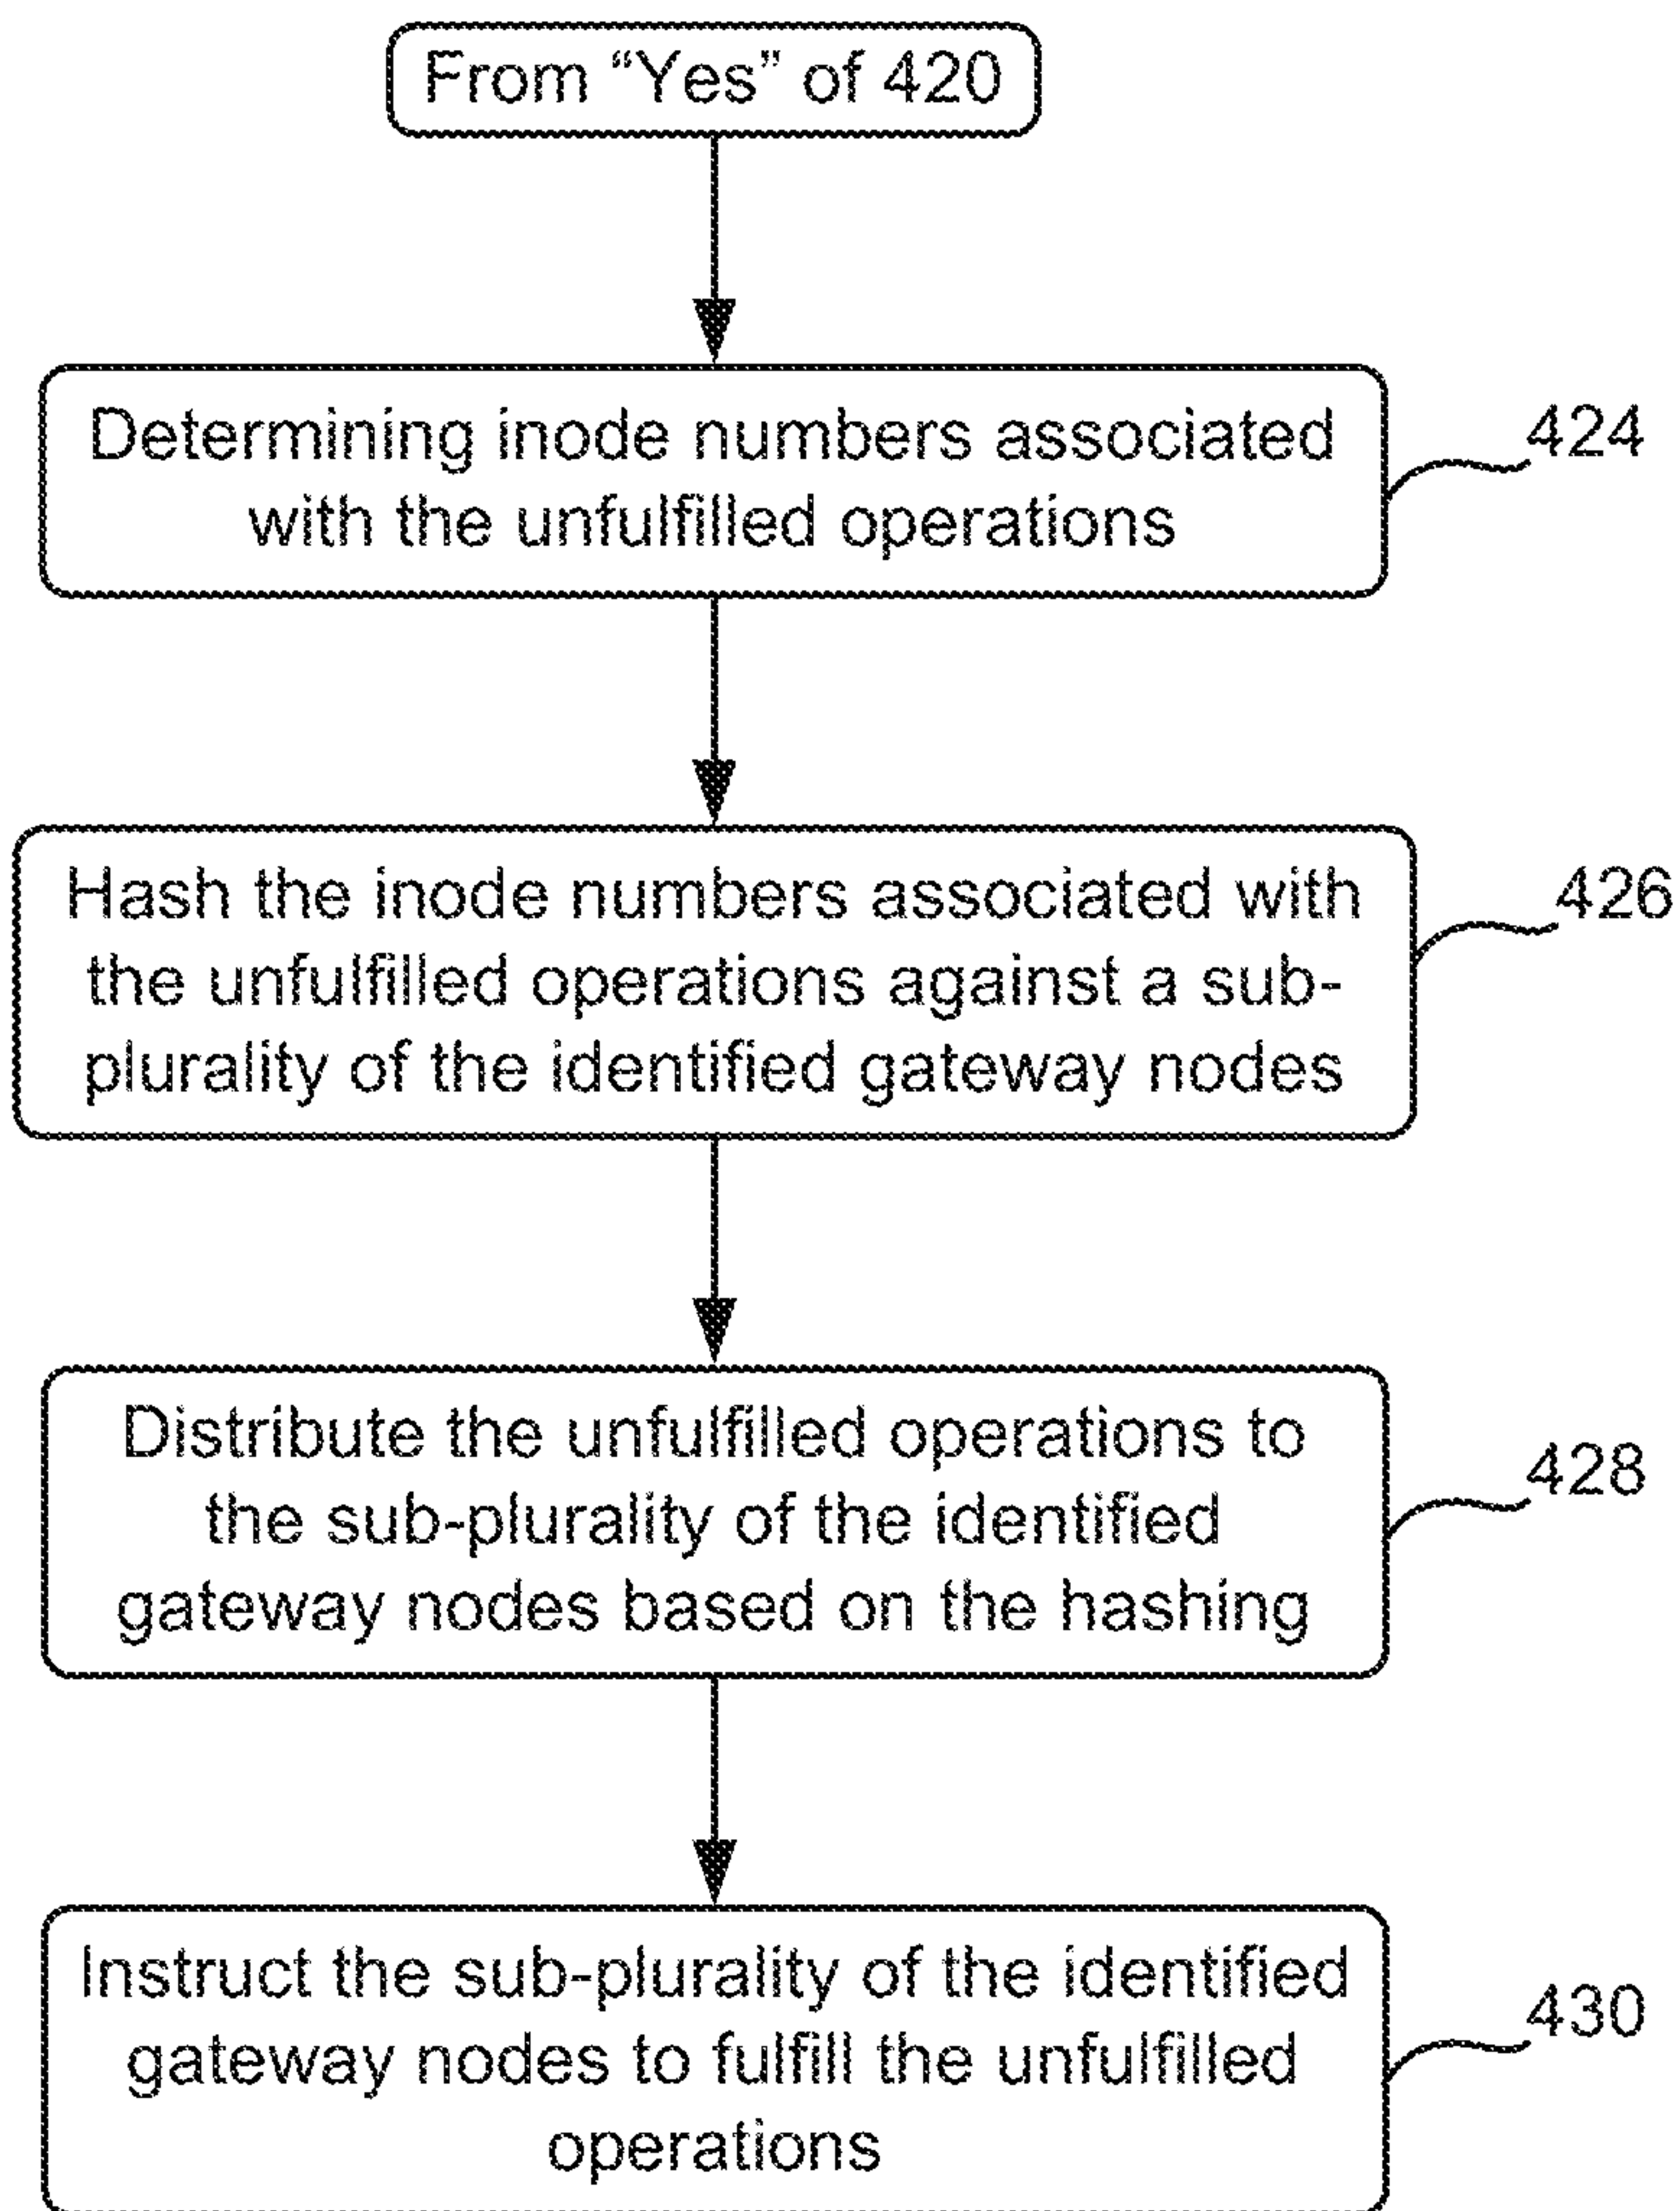 From “Yes” of 420
Determining inode numbers associated
with the unfulfilled operations
424
Hash the inode numbers associated with
the unfulfilled operations against a sub-
plurality of the identified gateway nodes
426
Distribute the unfulfilled operations to
the sub-plurality of the identified
gateway nodes based on the hashing
428
Instruct the sub-plurality of the identified
gateway nodes to fulfill the unfulfilled
operations
430